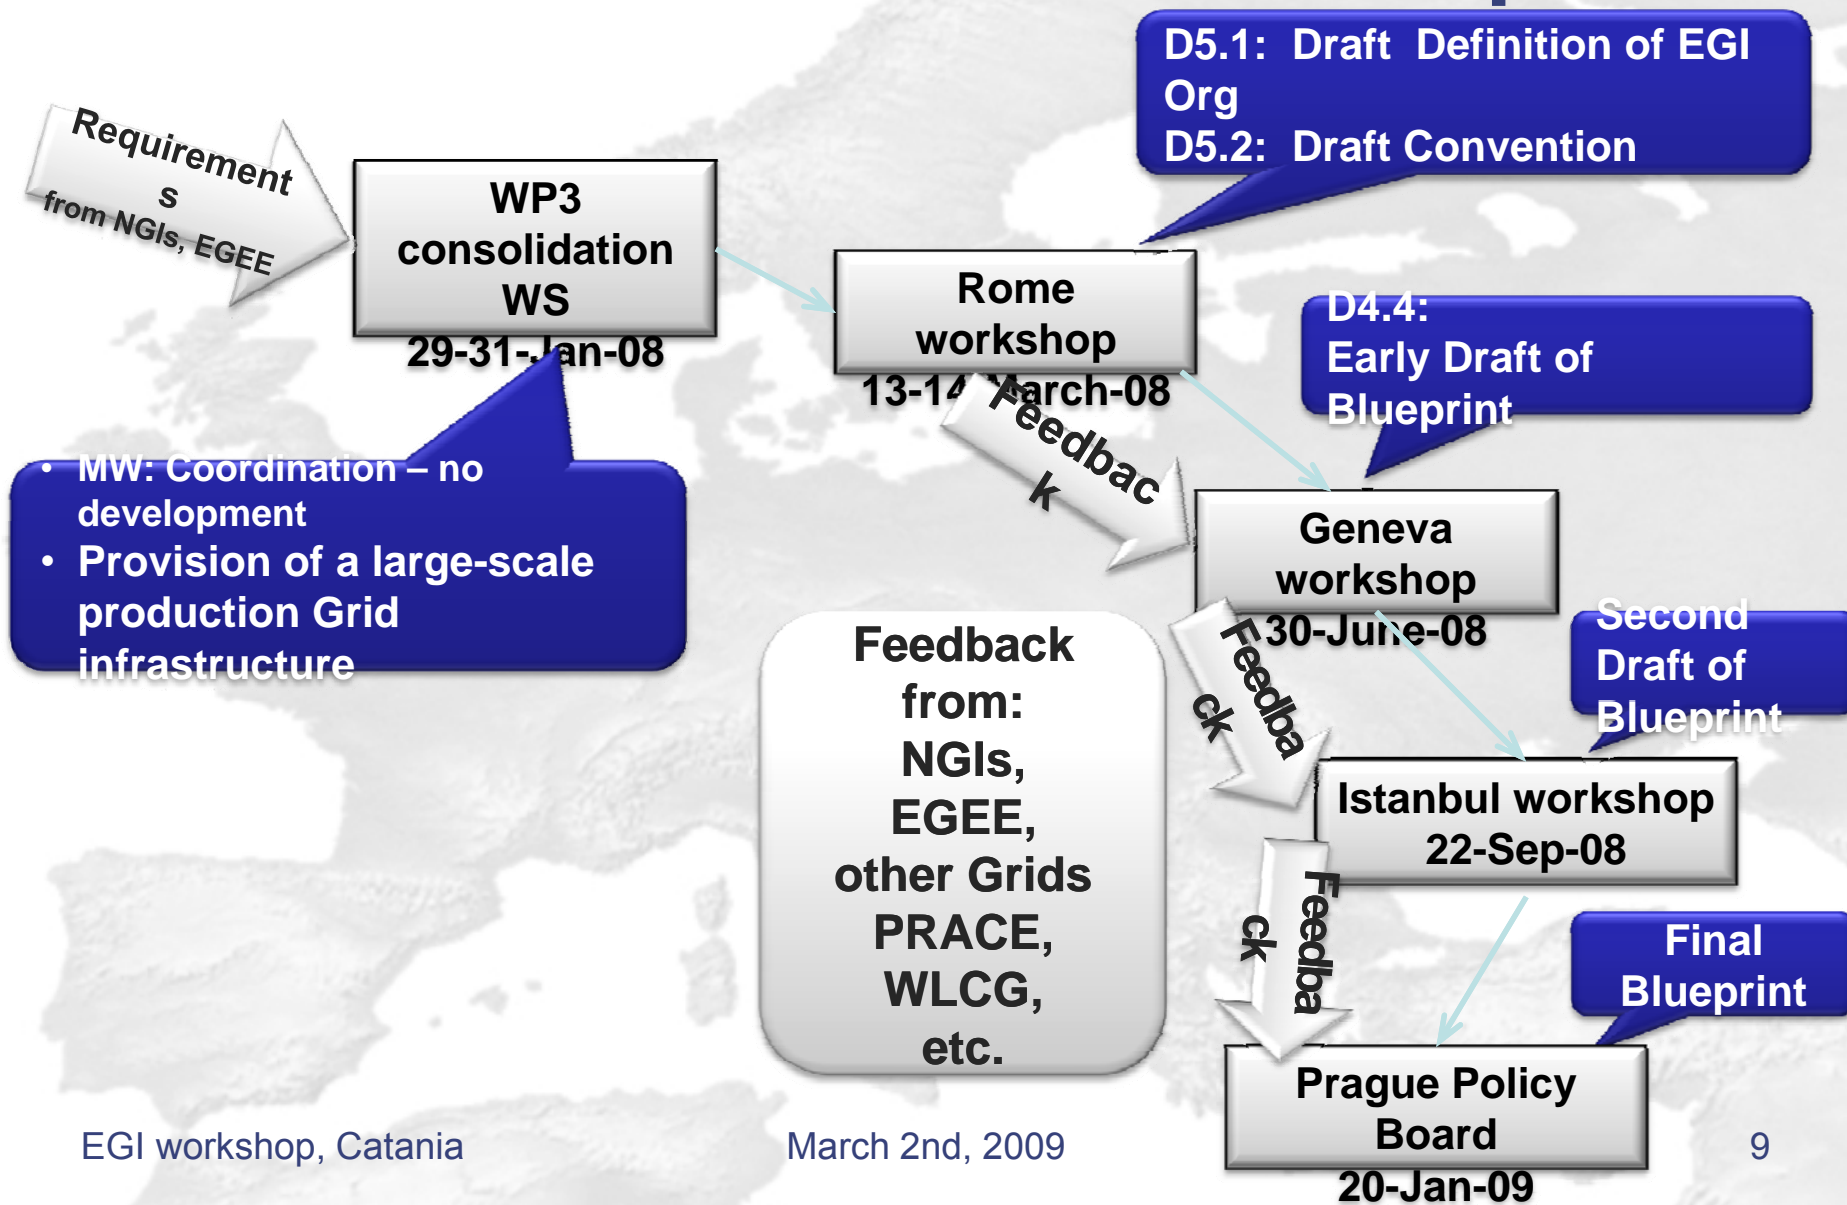 D5.1: Draft Definition of EGI
Org
D5.2: Draft Convention
Requirement
s
from NGIs, EGEE
WP3
consolidation
WS
29-31-Jan-08
Rome
workshop
13-14-March-08
D4.4:
Early Draft of
Blueprint
Feedbac
k
• MW: Coordination – no
development
• Provision of a large-scale
production Grid
infrastructure
Geneva
workshop
30-June-08
Second
Draft of
Blueprint
Feedba
ck
Feedback
from:
NGIs,
EGEE,
other Grids
PRACE,
WLCG,
etc.
Istanbul workshop
22-Sep-08
Feedba
ck
Final
Blueprint
Prague Policy
Board
20-Jan-09
EGI workshop, Catania
March 2nd, 2009
9